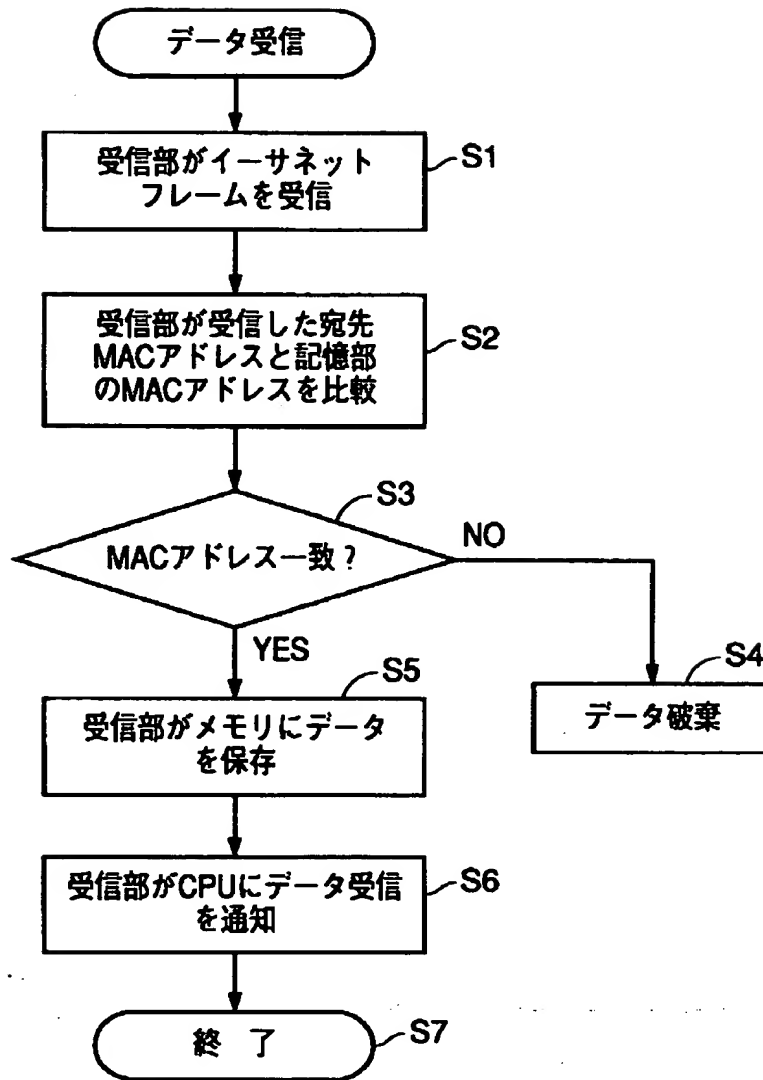 データ受信
受信部がイーサネット
フレームを受信
S1
受信部が受信した宛先
MACアドレスと記憶部
のMACアドレスを比較
S2
S3
MACアドレス一致？
NO
YES
S5
受信部がメモリにデータ
を保存
S4
データ破棄
受信部がCPUにデータ受信
を通知
S6
終 了
S7